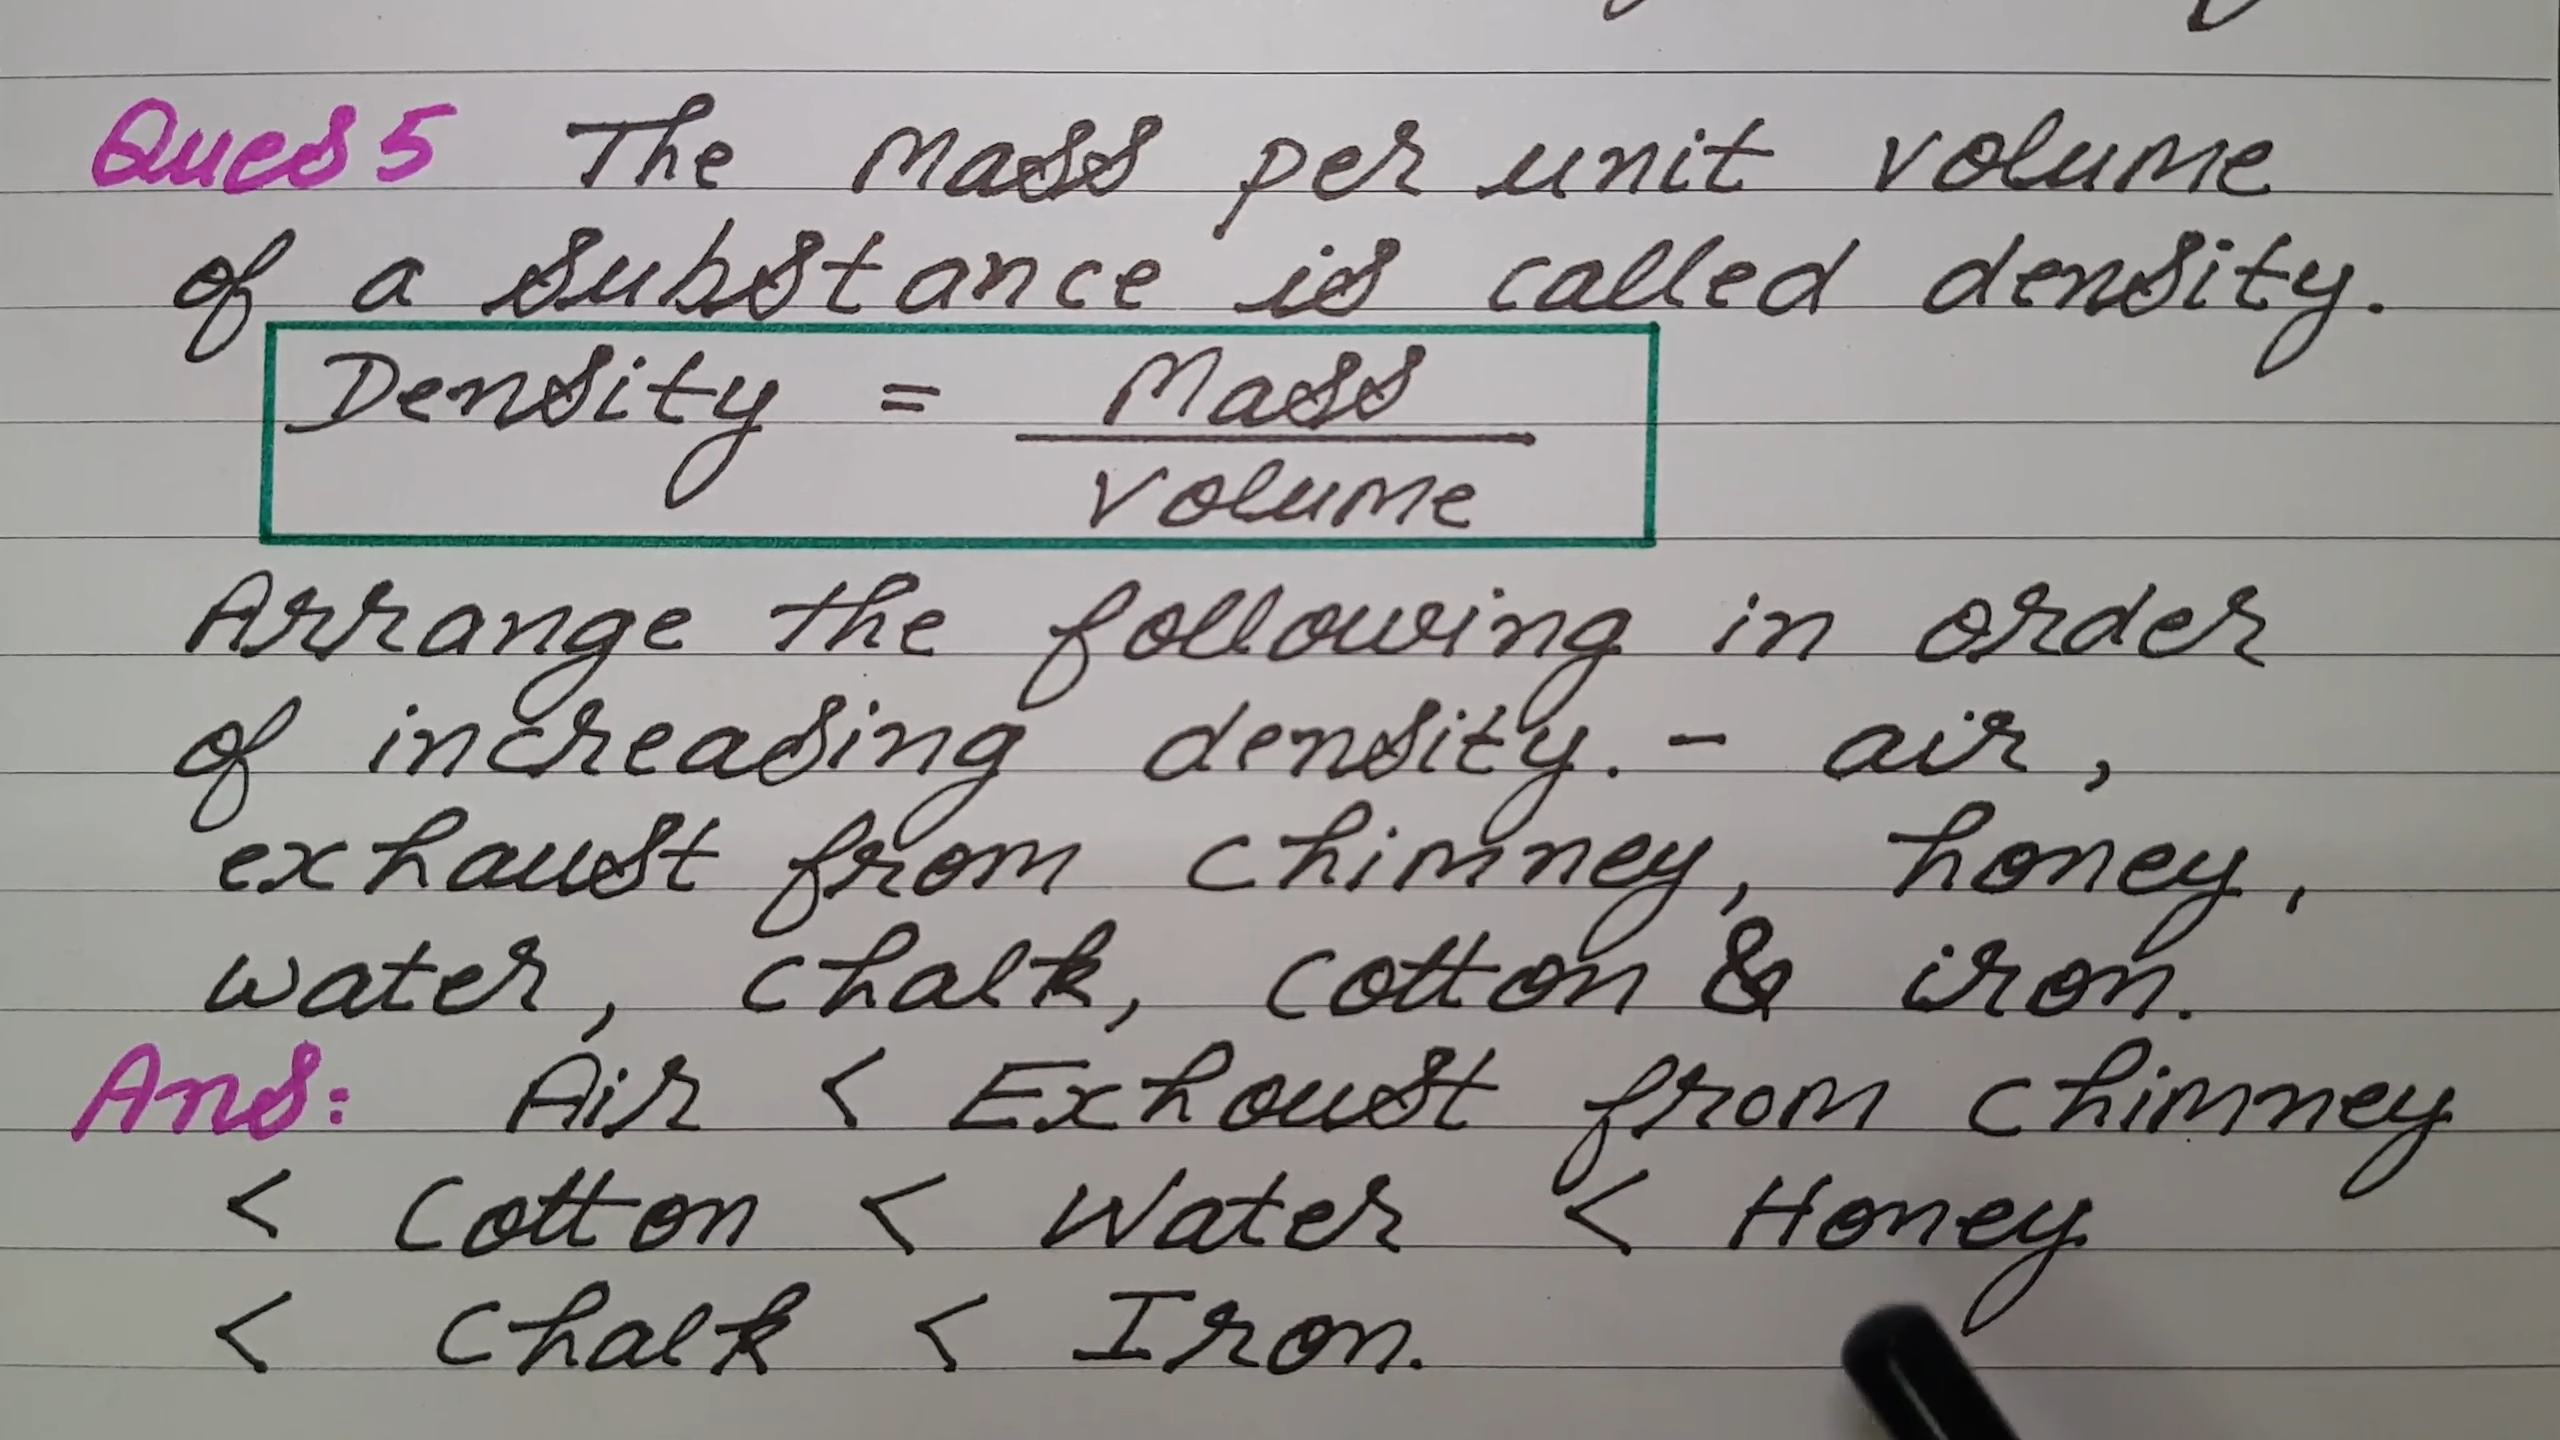 Ques 5 The Mass per unit volume
of a substance is called density.
Density = Mass
volume
Arrange the following in order
of increasing density. - air,
exhaust from chimney, honey,
water, chalk, cotton & iron.
Ans: Air < Exhoust from chimney
< Cotton < Water < Honey
< Chalk < Iron.